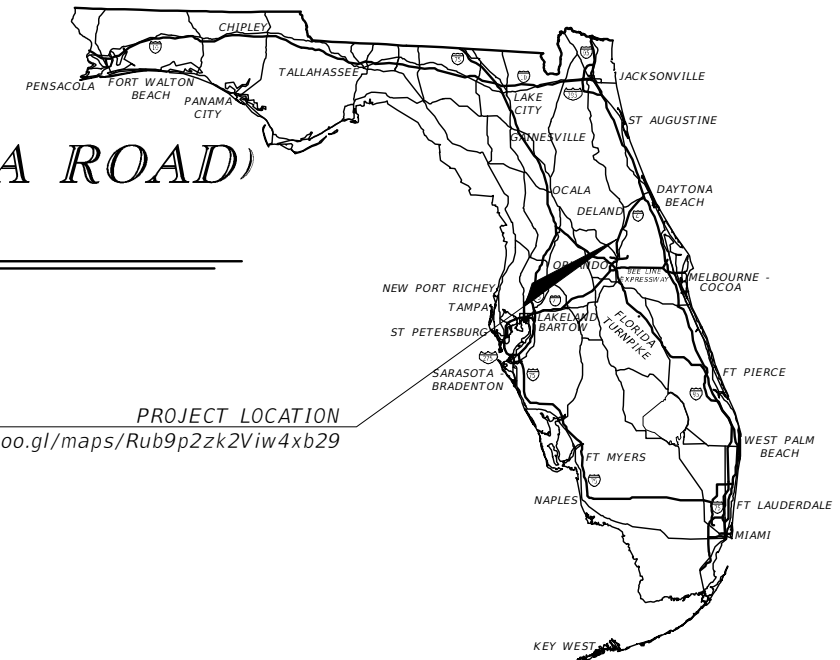 CHIPLEY
PENSACOLA
FORT WALTON
BEACH
PANAMA
CITY
TALLAHASSEE
LAKE
CITY
JACKSONVILLE
ST AUGUSTINE
GAINESVILLE
A ROAD)
OCALA
DELAND
DAYTONA
BEACH
ORLANDO
BEE LINE
EXPRESSWAY
MELBOURNE -
COCOA
NEW PORT RICHEY
TAMPA
LAKELAND
BARTOW
ST PETERSBURG
FLORIDA
TURNPIKE
SARASOTA -
BRADENTON
FT PIERCE
PROJECT LOCATION
oo.gl/maps/Rub9p2zk2Viw4xb29
WEST PALM
BEACH
FT MYERS
NAPLES
FT LAUDERDALE
MIAMI
KEY WEST